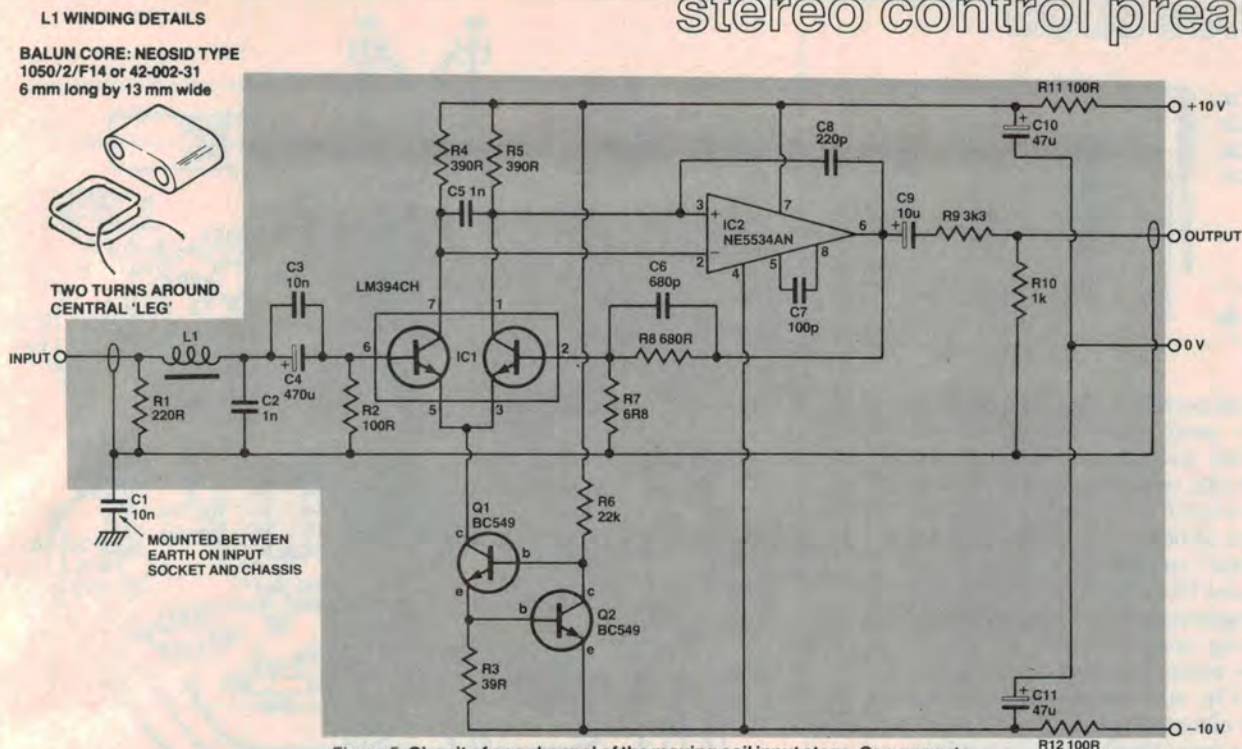 stereo control prea
L1 WINDING DETAILS
BALUN CORE: NEOSID TYPE
1050/2/F14 or 42-002-31
6 mm long by 13 mm wide
TWO TURNS AROUND
CENTRAL 'LEG'
INPUT
L1
R1
220R
C1
10n
MOUNTED BETWEEN
EARTH ON INPUT
SOCKET AND CHASSIS
C2
1n
C3
10n
+
C4
470u
R2
100R
LM394CH
7
1
6
IC1
2
5
3
R4
390R
R5
390R
C5 1n
C6
680p
R8 680R
R7
6R8
C8
220p
3
+
2
−
IC2
NE5534AN
7
4
5
8
6
C7
100p
+
C9
10u
R9 3k3
R10
1k
OUTPUT
R11 100R
+10 V
+
C10
47u
0 V
R6
22k
Q1
BC549
c
b
e
Q2
BC549
c
b
e
R3
39R
+
C11
47u
R12 100R
−10 V